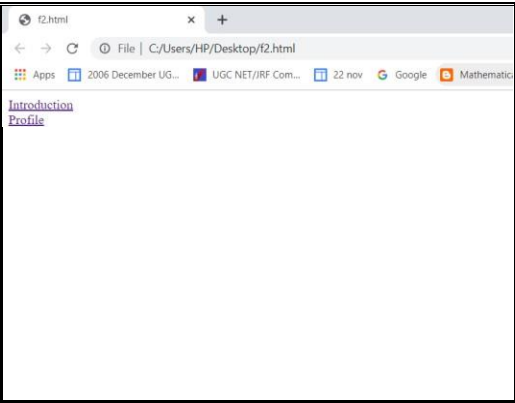 f2.html
File | C:/Users/HP/Desktop/f2.html
Apps 2006 December UG... UGC NET/JRF Com... 22 nov Google Mathematic
Introduction
Profile